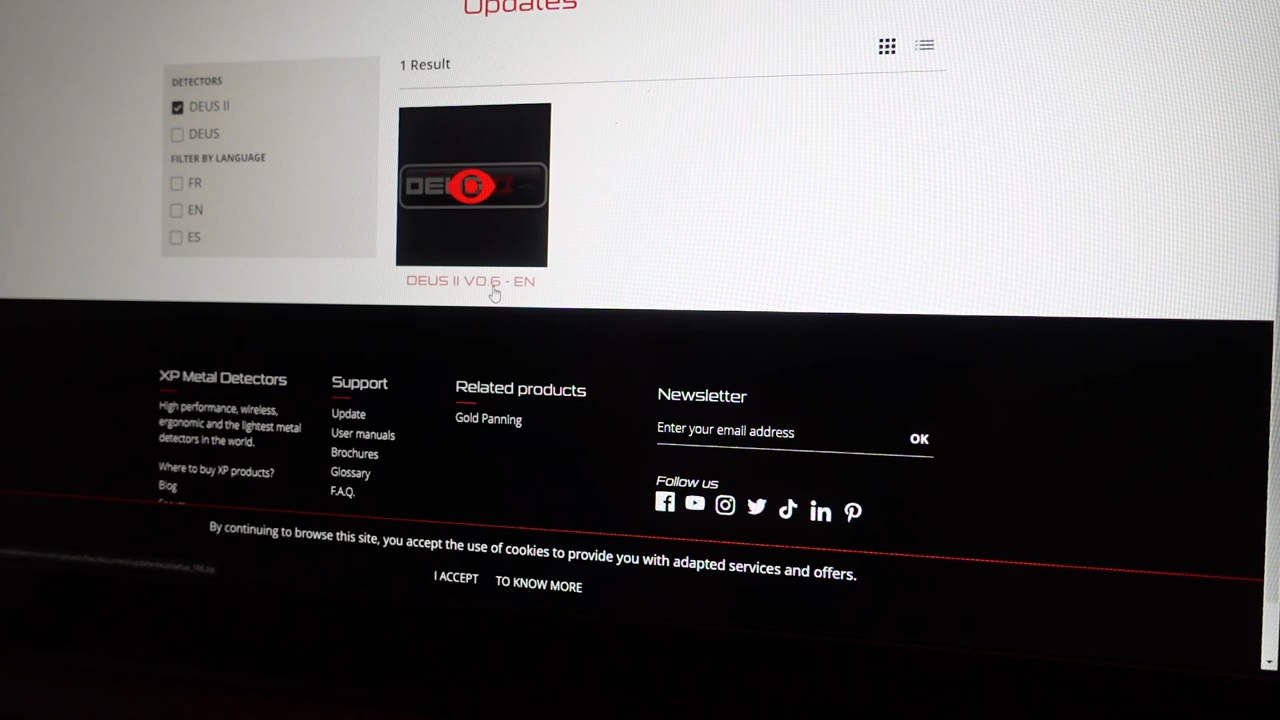 Updates
1 Result
DETECTORS
DEUS II
DEUS
FILTER BY LANGUAGE
FR
EN
ES
DEUS II V0.6 - EN
XP Metal Detectors
High performance, wireless,
ergonomic and the lightest metal
detectors in the world.
Where to buy XP products?
Blog
Support
Update
User manuals
Brochures
Glossary
F.A.Q.
Related products
Gold Panning
Newsletter
Enter your email address
OK
Follow us
By continuing to browse this site, you accept the use of cookies to provide you with adapted services and offers.
I ACCEPT
TO KNOW MORE